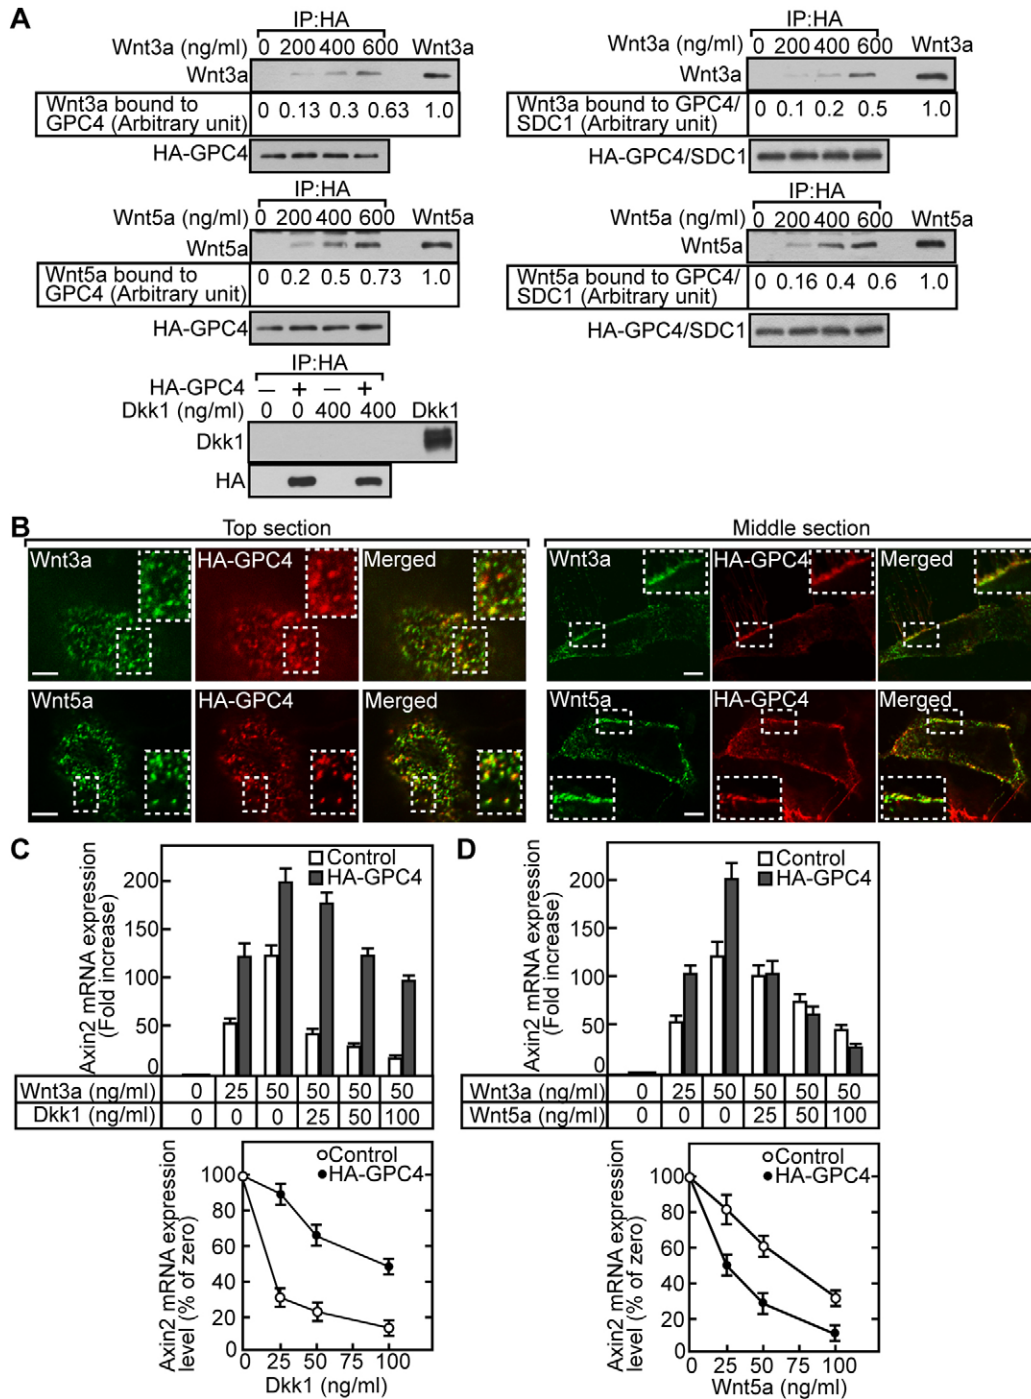 A
IP:HA
Wnt3a (ng/ml) 0 200 400 600 Wnt3a
Wnt3a
Wnt3a bound to
GPC4 (Arbitrary unit) 0 0.13 0.3 0.63 1.0
HA-GPC4
IP:HA
Wnt3a (ng/ml) 0 200 400 600 Wnt3a
Wnt3a
Wnt3a bound to GPC4/
SDC1 (Arbitrary unit) 0 0.1 0.2 0.5 1.0
HA-GPC4/SDC1
IP:HA
Wnt5a (ng/ml) 0 200 400 600 Wnt5a
Wnt5a
Wnt5a bound to
GPC4 (Arbitrary unit) 0 0.2 0.5 0.73 1.0
HA-GPC4
IP:HA
Wnt5a (ng/ml) 0 200 400 600 Wnt5a
Wnt5a
Wnt5a bound to GPC4/
SDC1 (Arbitrary unit) 0 0.16 0.4 0.6 1.0
HA-GPC4/SDC1
IP:HA
HA-GPC4 — + — +
Dkk1 (ng/ml) 0 0 400 400 Dkk1
Dkk1
HA
B
Top section
Middle section
Wnt3a HA-GPC4 Merged
Wnt3a HA-GPC4 Merged
Wnt5a HA-GPC4 Merged
Wnt5a HA-GPC4 Merged
C
Axin2 mRNA expression
(Fold increase)
Control
HA-GPC4
200
150
100
50
0
Wnt3a (ng/ml) 0 25 50 50 50 50
Dkk1 (ng/ml) 0 0 0 25 50 100
Axin2 mRNA expression
level (% of zero)
Control
HA-GPC4
100
80
60
40
20
0
0 25 50 75 100
Dkk1 (ng/ml)
D
Axin2 mRNA expression
(Fold increase)
Control
HA-GPC4
200
150
100
50
0
Wnt3a (ng/ml) 0 25 50 50 50 50
Wnt5a (ng/ml) 0 0 0 25 50 100
Axin2 mRNA expression
level (% of zero)
Control
HA-GPC4
100
80
60
40
20
0
0 25 50 75 100
Wnt5a (ng/ml)